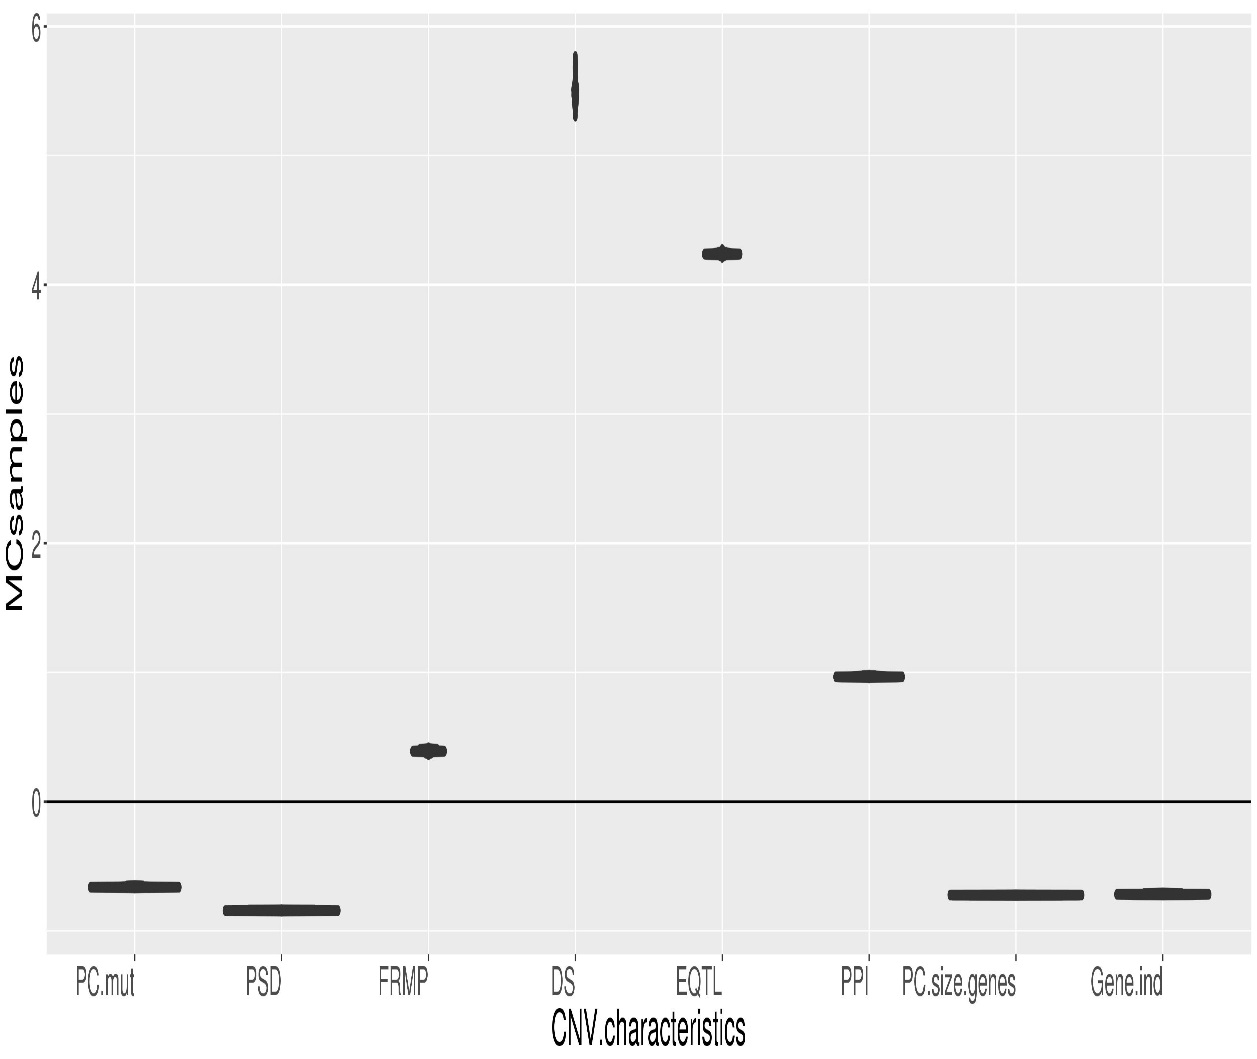 6
4
2
0
MCsamples
PC.mut PSD FRMP DS EQTL PPI PC.size.genes Gene.ind
CNV.characteristics